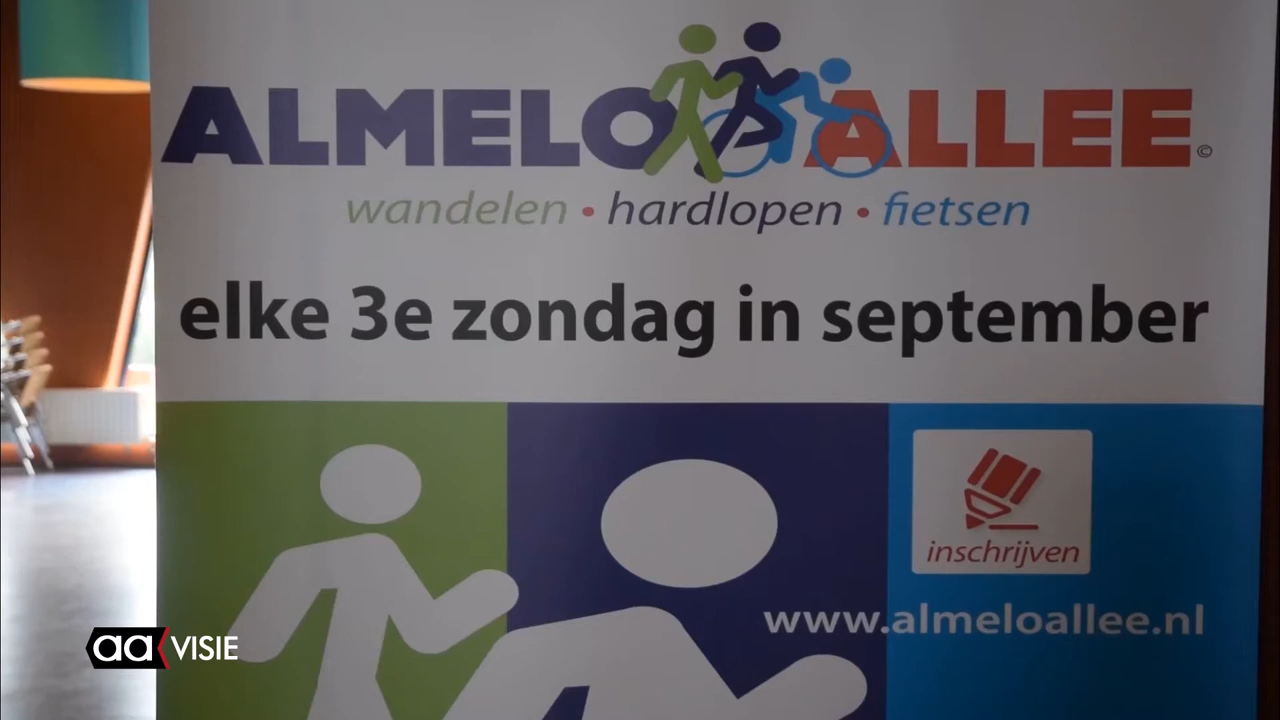 ALMELO ALLEE©
wandelen • hardlopen • fietsen
elke 3e zondag in september
inschrijven
www.almeloallee.nl
aa VISIE